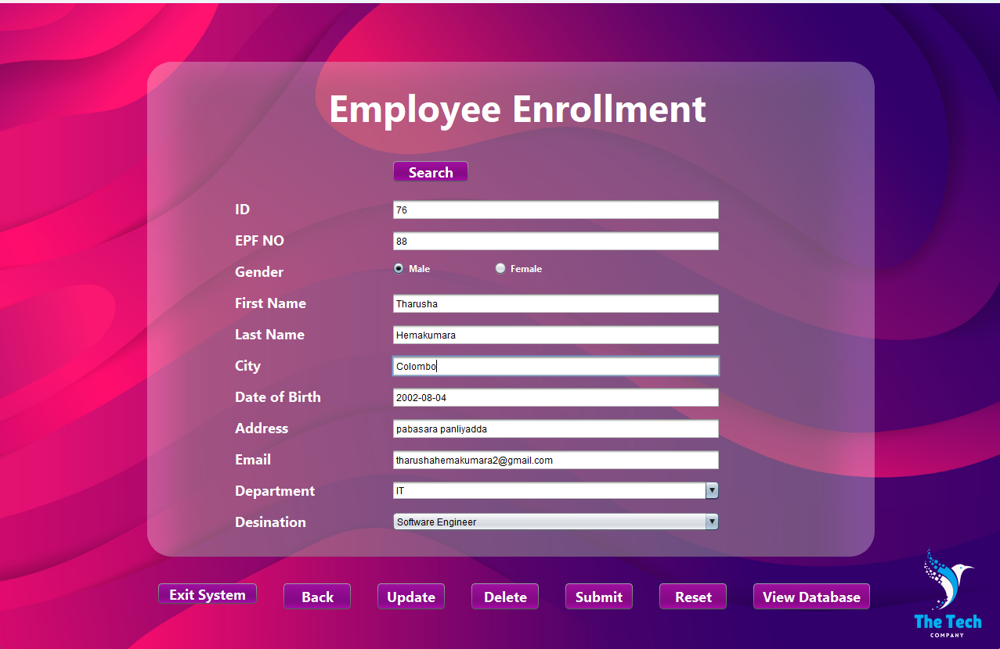 Employee Enrollment
Search
ID 76
EPF NO 88
Gender Male Female
First Name Tharusha
Last Name Hemakumara
City Colombo
Date of Birth 2002-08-04
Address pabasara panliyadda
Email tharushahemakumara2@gmail.com
Department IT
Desination Software Engineer
Exit System Back Update Delete Submit Reset View Database
The Tech
COMPANY